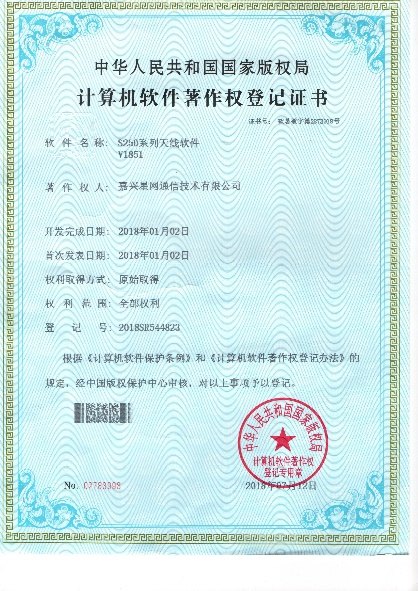 中华人民共和国国家版权局
计算机软件著作权登记证书
证书号： 软著登字第2873918号
软件名称： S250系列天线软件
V1851
著作权人： 嘉兴星网通信技术有限公司
开发完成日期： 2018年01月02日
首次发表日期： 2018年01月02日
权利取得方式： 原始取得
权利范围： 全部权利
登记号： 2018SR544823
根据《计算机软件保护条例》和《计算机软件著作权登记办法》的
规定，经中国版权保护中心审核，对以上事项予以登记。
中华人民共和国国家版权局
计算机软件著作权
登记专用章
No.
2018年07月12日